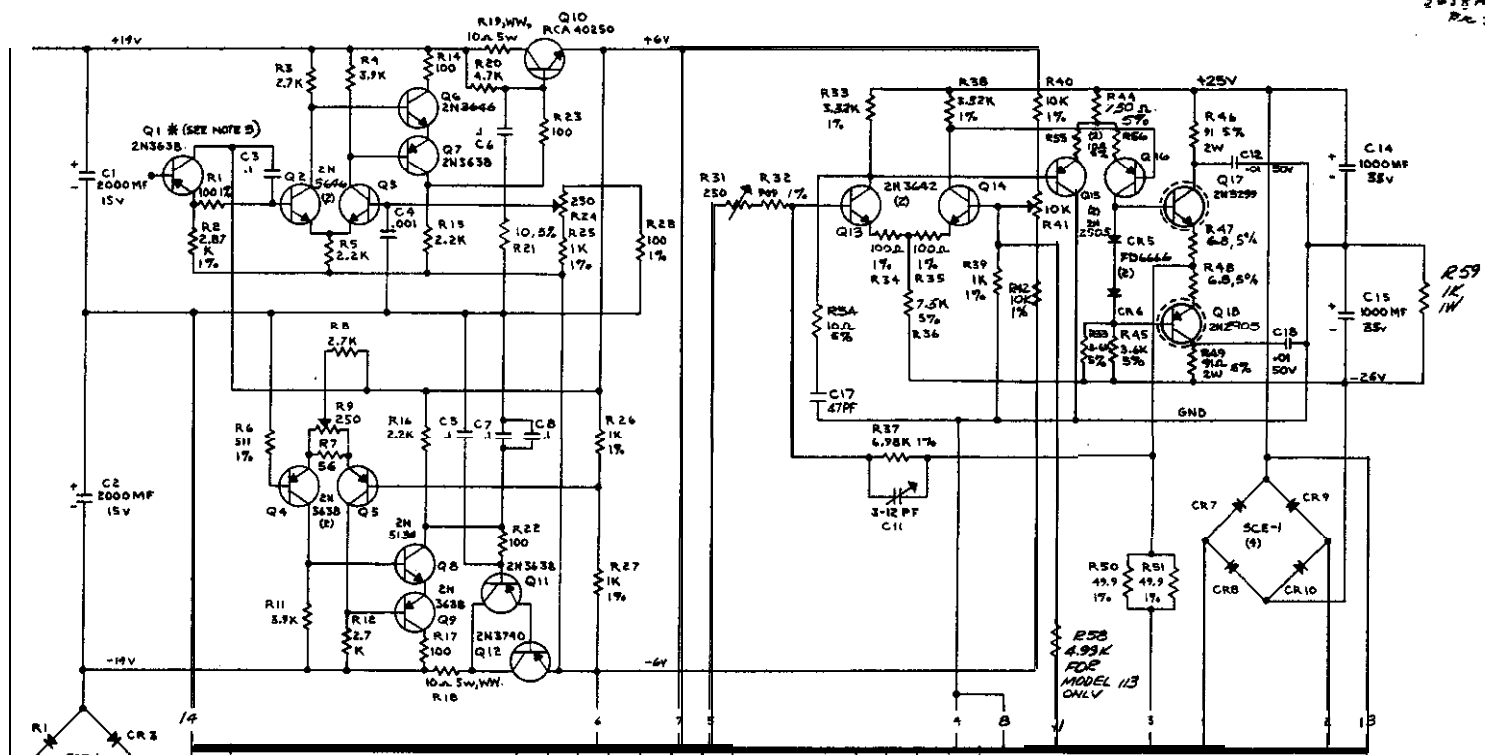 +19V
R19, WW,
10Ω 5W
Q10
RCA 40250
+6V
R3
2.7K
R4
3.9K
R14
100
R20
4.7K
Q6
2N3646
Q7
2N3638
.1
C6
R23
100
Q1 * (SEE NOTE 5)
2N3638
C3
.1
R1
100 1%
C1
2000MF
15V
R2
2.87
K
1%
Q2
2N
(2)
Q3
C4
.001
R5
2.2K
R15
2.2K
10,5%
R21
250
R24
R25
1K
1%
R28
100
1%
R8
2.7K
R9
250
R7
56
R6
511
1%
C2
2000MF
15V
Q4
2N
3638
(2)
Q5
R16
2.2K
C5
.1
C7
.1
C8
.1
R26
1K
1%
R22
100
2N
Q8
2N
3638
Q9
2N3638
Q11
R27
1K
1%
R11
3.9K
R12
2.7
K
R17
100
2N3740
Q12
10Ω 5W, WW.
R18
-19V
-6V
R1
CR3
14
6
7
5
4
8
11
3
2
13
R33
3.32K
1%
R38
3.32K
1%
R40
10K
1%
R44
750Ω
5%
+25V
R46
91 5%
2W
R31
250
R32
1%
Q13
2N3642
(2)
Q14
100Ω
1%
R34
100Ω
1%
R35
7.5K
5%
R36
R39
1K
1%
10K
R41
R42
10K
1%
R55
R56
Q15
(2)
2N
2905
Q16
CR5
FD6666
(2)
CR6
C12
.01
50V
Q17
2N3299
R47
6.8, 5%
R48
6.8, 5%
Q18
2N2905
R45
3.6K
5%
R49
91Ω
2W
5%
C18
.01
50V
C14
1000MF
35V
C15
1000MF
35V
R59
1K
1W
-26V
GND
R54
10Ω
5%
C17
47PF
R37
6.98K 1%
3-12 PF
C11
R50
49.9
1%
R51
49.9
1%
CR7
CR9
SCE-1
(4)
CR8
CR10
R58
4.99K
FOR
MODEL 113
ONLY